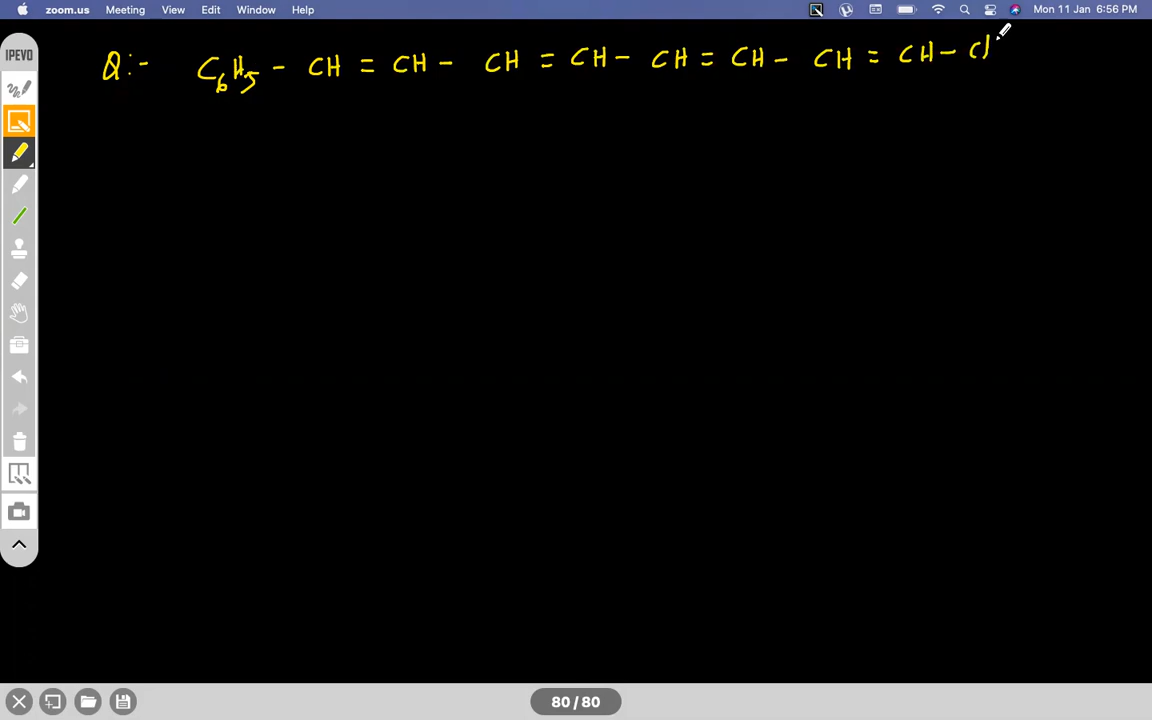 zoom.us Meeting View Edit Window Help Mon 11 Jan 6:56 PM
IPEVO
Q:- C₆H₅ - CH = CH - CH = CH - CH = CH - CH = CH - Cl
80 / 80